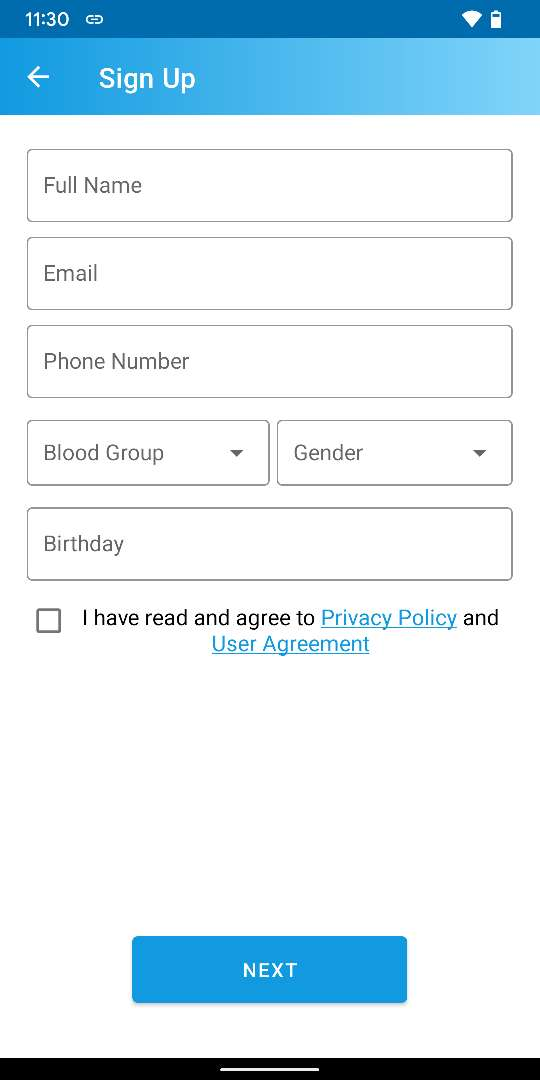 11:30
Sign Up
Full Name
Email
Phone Number
Blood Group
Gender
Birthday
I have read and agree to Privacy Policy and
User Agreement
NEXT